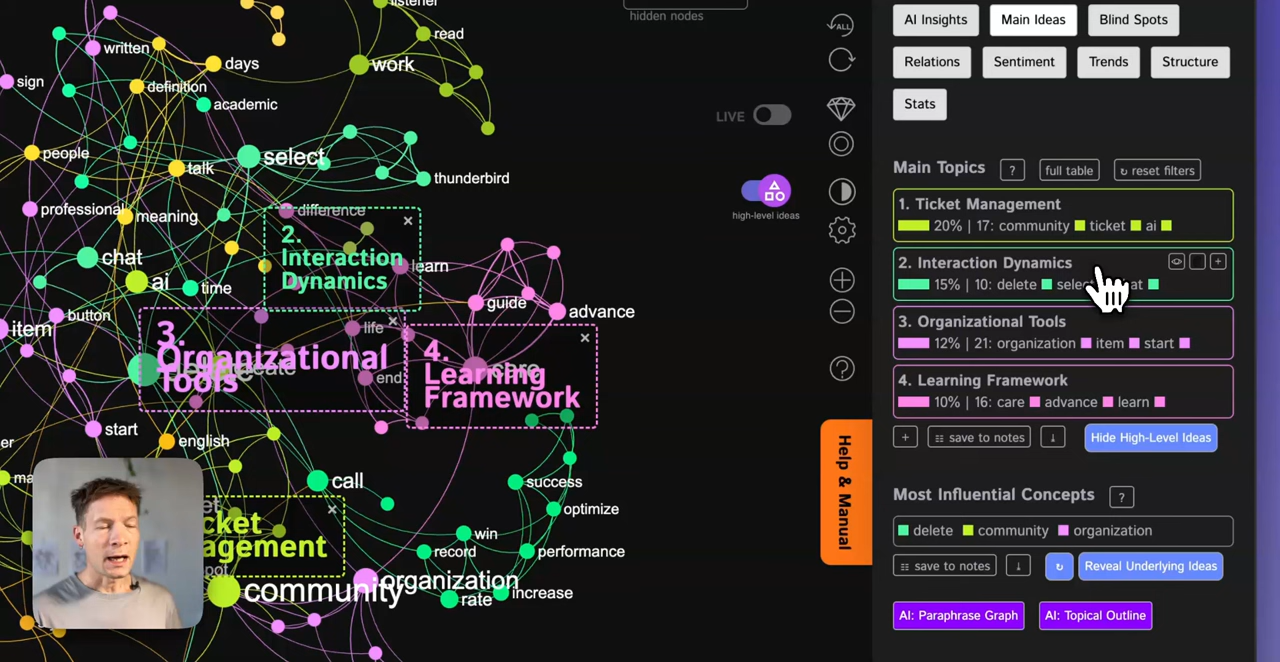 listener
read
work
written
days
sign
definition
academic
people
talk
select
thunderbird
professional
meaning
difference
2.
Interaction
Dynamics
×
learn
chat
ai
time
item
button
guide
advance
3.
Organizational
Tools
life
end
×
4.
Learning
Framework
care
×
start
english
call
success
optimize
win
record
performance
increase
rate
organization
community
×
hidden nodes
ALL
LIVE
high-level ideas
?
Help & Manual
AI Insights
Main Ideas
Blind Spots
Relations
Sentiment
Trends
Structure
Stats
Main Topics ? full table ↻ reset filters
1. Ticket Management
20% | 17: community ticket ai
2. Interaction Dynamics +
15% | 10: delete
3. Organizational Tools
12% | 21: organization item start
4. Learning Framework
10% | 16: care advance learn
+ save to notes ↓ Hide High-Level Ideas
Most Influential Concepts ?
delete community organization
save to notes ↓ ↻ Reveal Underlying Ideas
AI: Paraphrase Graph
AI: Topical Outline